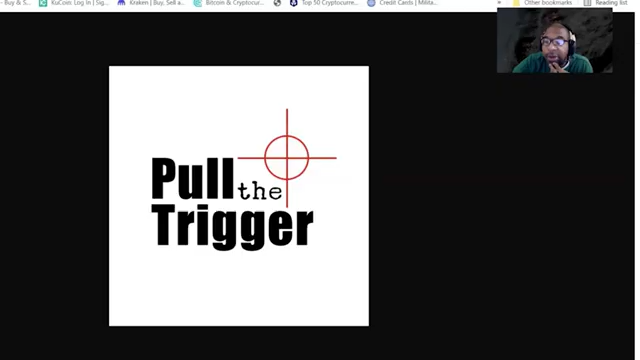 Buy & S...
KuCoin: Log In | Sig...
Kraken | Buy, Sell a...
Bitcoin & Cryptocur...
Top 50 Cryptocurre...
Credit Cards | Milita...
»
Other bookmarks
Reading list
Pull
the
Trigger